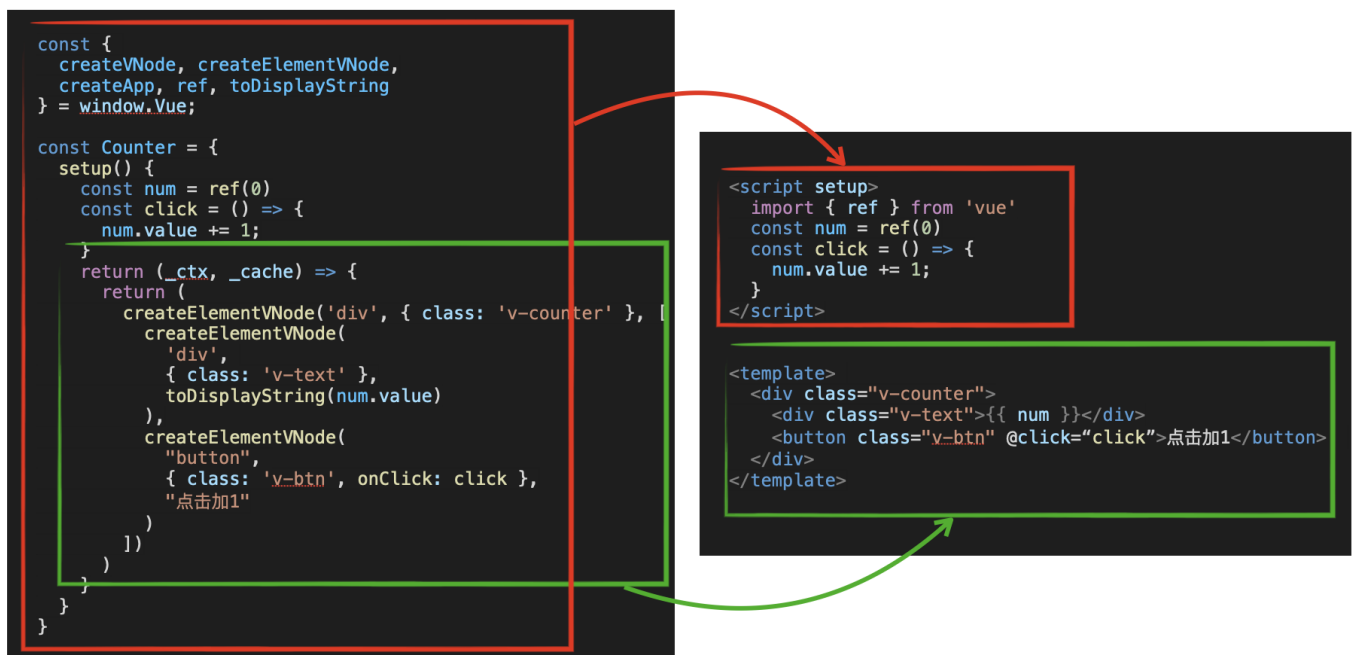 const {
  createVNode, createElementVNode,
  createApp, ref, toDisplayString
} = window.Vue;
const Counter = {
  setup() {
    const num = ref(0)
    const click = () => {
      num.value += 1;
    }
    return (_ctx, _cache) => {
      return (
        createElementVNode('div', { class: 'v-counter' }, [
          createElementVNode(
            'div',
            { class: 'v-text' },
            toDisplayString(num.value)
          ),
          createElementVNode(
            "button",
            { class: 'v-btn', onClick: click },
            "点击加1"
          )
        ])
      )
    }
  }
}
<script setup>
  import { ref } from 'vue'
  const num = ref(0)
  const click = () => {
    num.value += 1;
  }
</script>
<template>
  <div class="v-counter">
    <div class="v-text">{{ num }}</div>
    <button class="v-btn" @click=“click”>点击加1</button>
  </div>
</template>